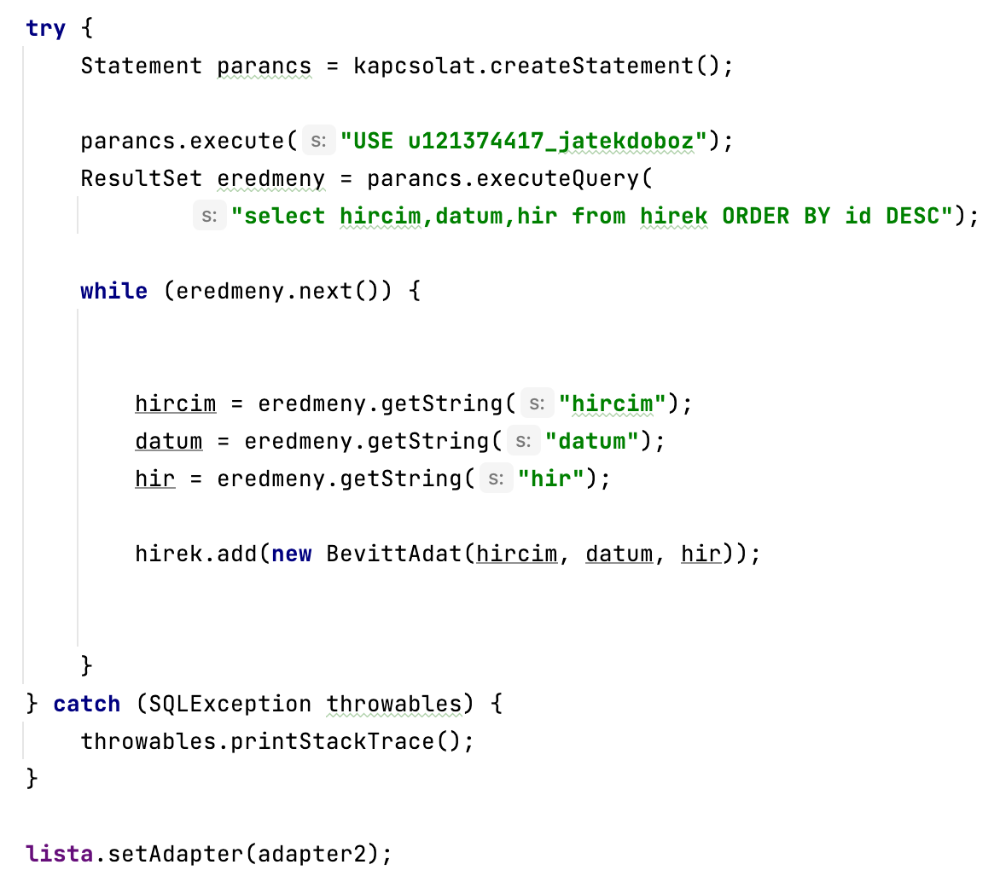 try {
Statement parancs = kapcsolat.createStatement();
parancs.execute( s: "USE u121374417_jatekdoboz");
ResultSet eredmeny = parancs.executeQuery(
s: "select hircim,datum,hir from hirek ORDER BY id DESC");
while (eredmeny.next()) {
hircim = eredmeny.getString( s: "hircim");
datum = eredmeny.getString( s: "datum");
hir = eredmeny.getString( s: "hir");
hirek.add(new BevittAdat(hircim, datum, hir));
}
} catch (SQLException throwables) {
throwables.printStackTrace();
}
lista.setAdapter(adapter2);